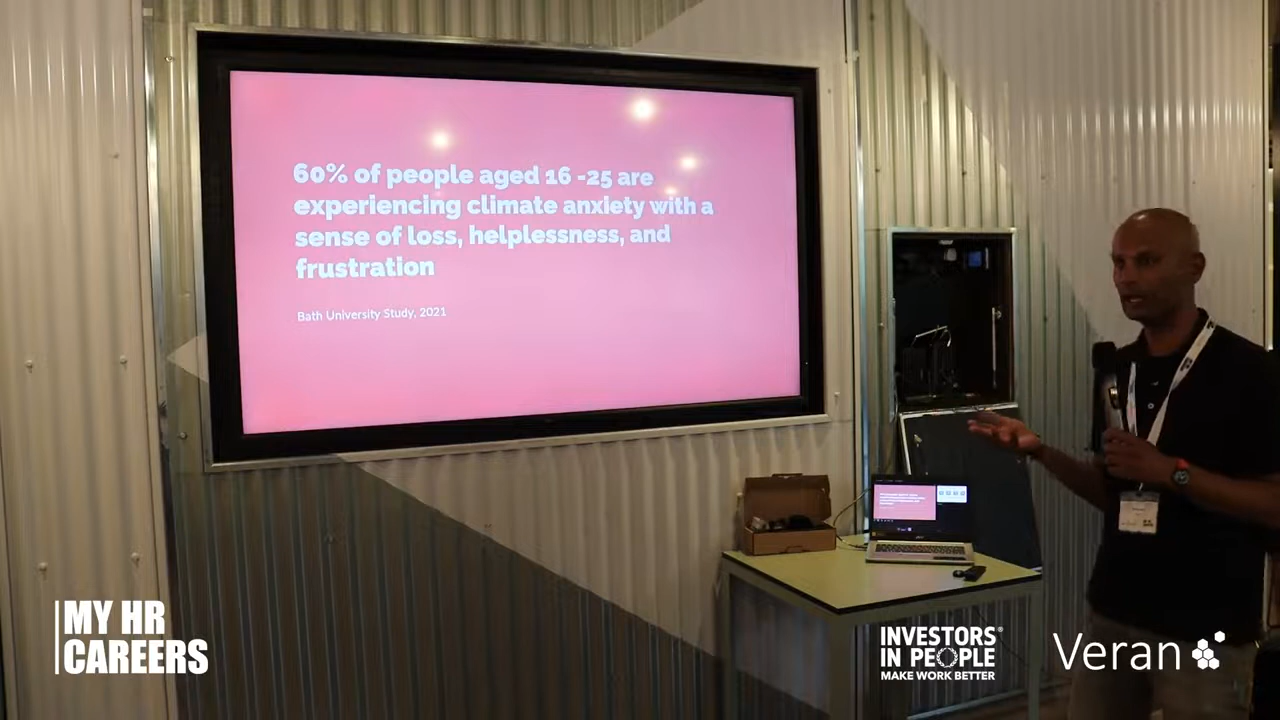 60% of people aged 16 -25 are
experiencing climate anxiety with a
sense of loss, helplessness, and
frustration
Bath University Study, 2021
MY HR
CAREERS
INVESTORS®
IN PEOPLE
MAKE WORK BETTER
Veran